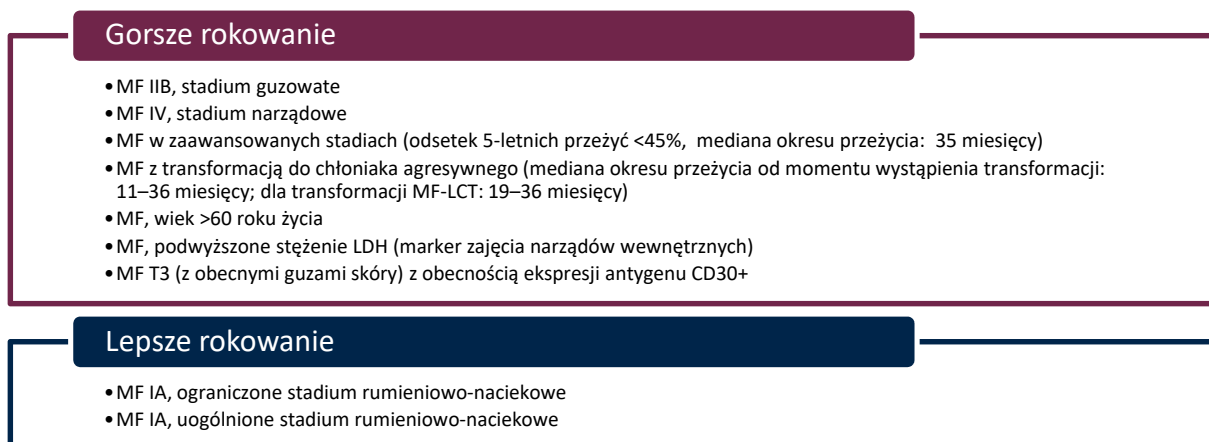 Gorsze rokowanie
•MF IIB, stadium guzowate
•MF IV, stadium narządowe
•MF w zaawansowanych stadiach (odsetek 5-letnich przeżyć <45%, mediana okresu przeżycia: 35 miesięcy)
•MF z transformacją do chłoniaka agresywnego (mediana okresu przeżycia od momentu wystąpienia transformacji:
11–36 miesięcy; dla transformacji MF-LCT: 19–36 miesięcy)
•MF, wiek >60 roku życia
•MF, podwyższone stężenie LDH (marker zajęcia narządów wewnętrznych)
•MF T3 (z obecnymi guzami skóry) z obecnością ekspresji antygenu CD30+
Lepsze rokowanie
•MF IA, ograniczone stadium rumieniowo-naciekowe
•MF IA, uogólnione stadium rumieniowo-naciekowe